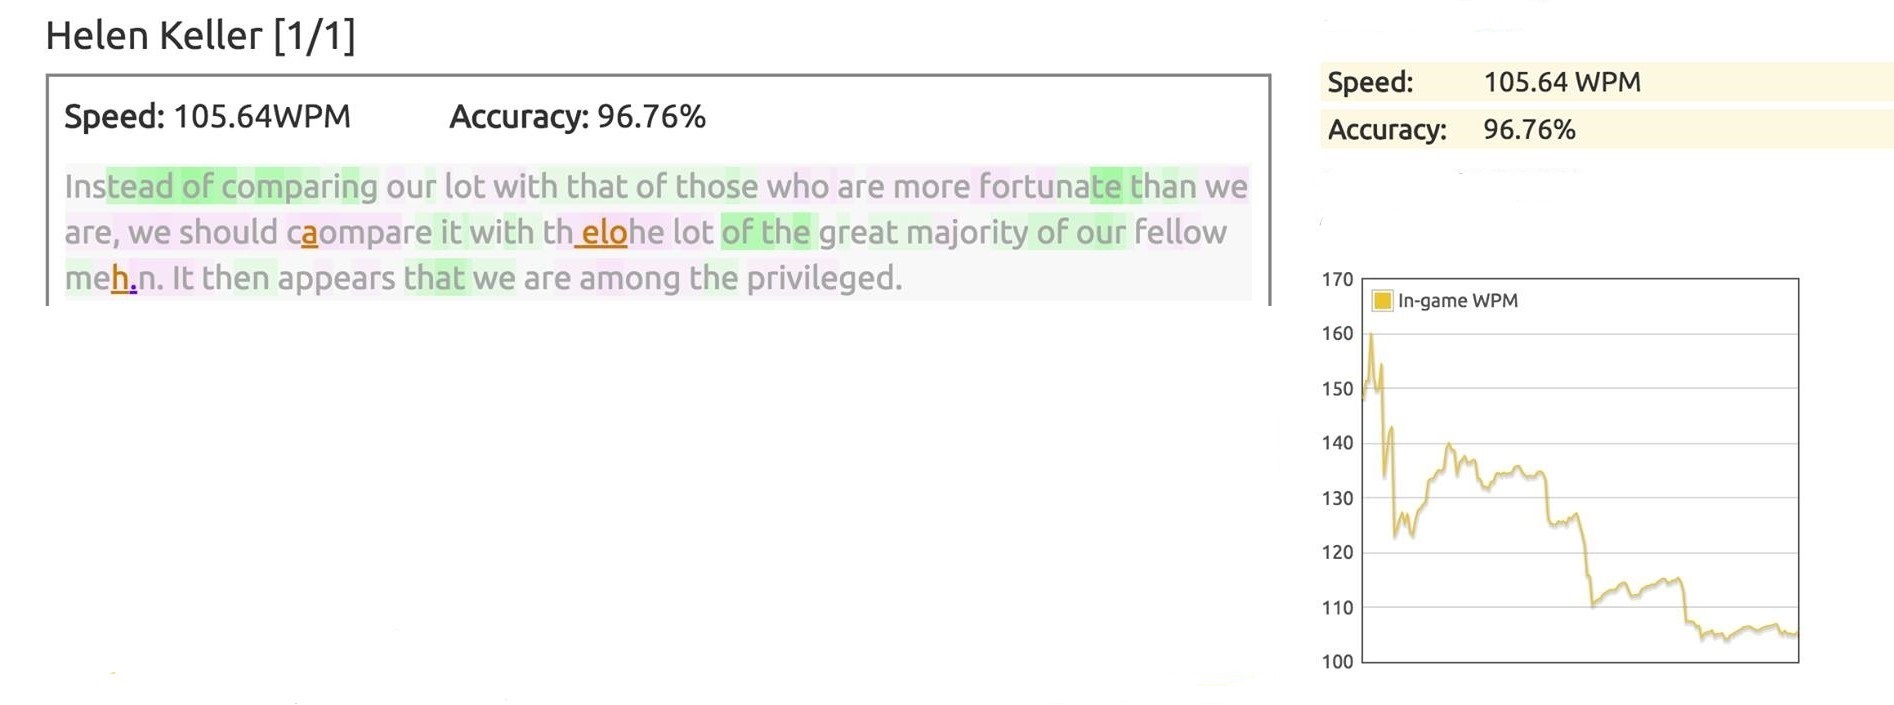 Helen Keller [1/1]
Speed: 105.64WPM Accuracy: 96.76%
Instead of comparing our lot with that of those who are more fortunate than we
are, we should caompare it with th elohe lot of the great majority of our fellow
meh.n. It then appears that we are among the privileged.
Speed: 105.64 WPM
Accuracy: 96.76%
In-game WPM
170
160
150
140
130
120
110
100